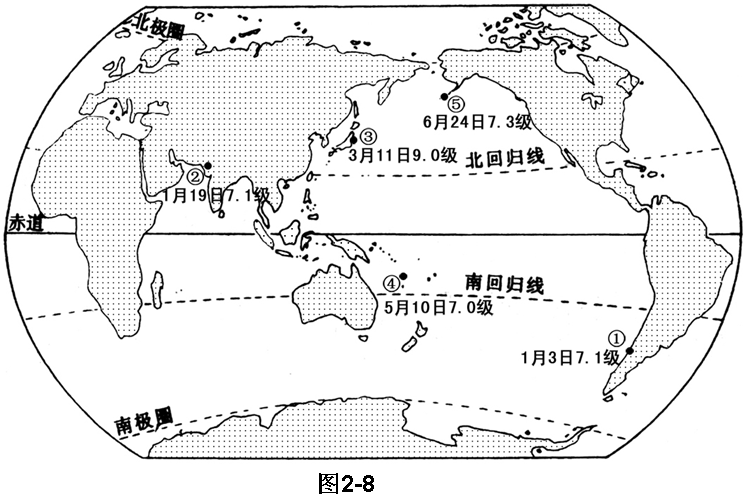 北极圈
⑤
6月24日7.3级
③
3月11日9.0级
北回归线
②
1月19日7.1级
赤道
④
南回归线
5月10日7.0级
①
1月3日7.1级
南极圈
图2-8